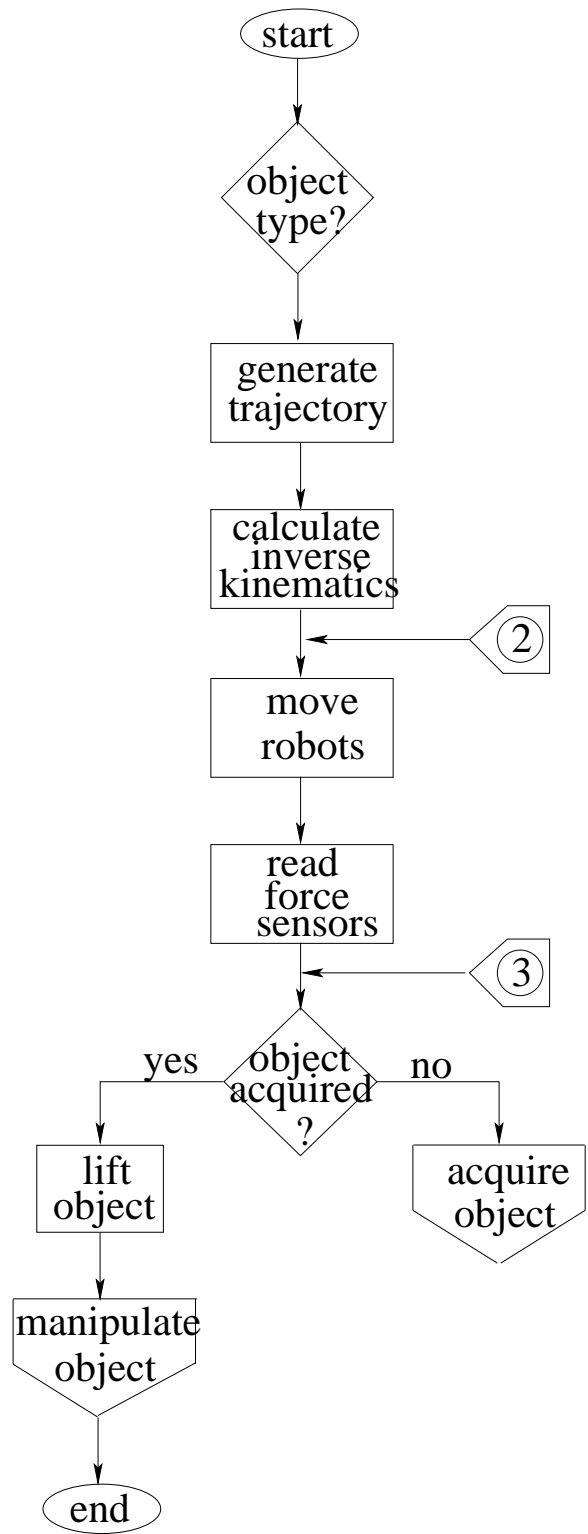 start
object
type?
generate
trajectory
calculate
inverse
kinematics
2
move
robots
read
force
sensors
3
yes
object
acquired
?
no
lift
object
acquire
object
manipulate
object
end